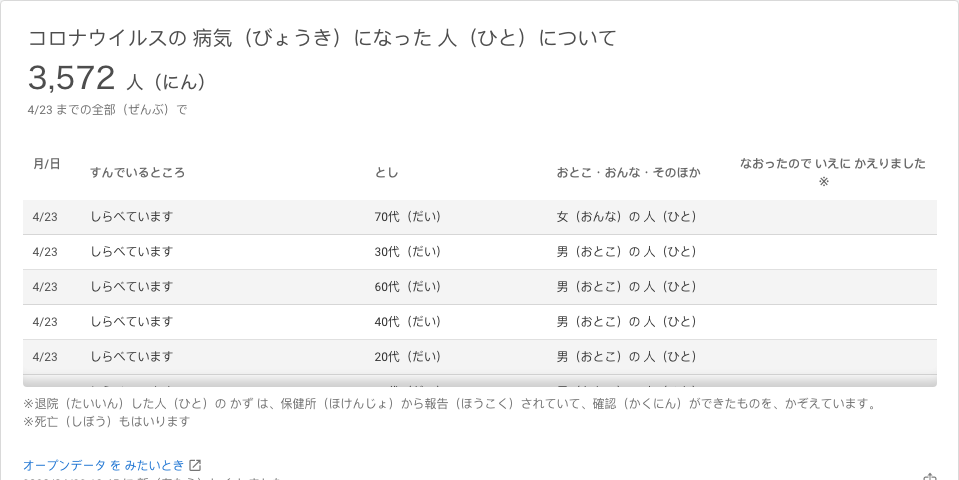 コロナウイルスの 病気（びょうき）になった 人（ひと）について
3,572 人（にん）
4/23 までの全部（ぜんぶ）で
月/日 すんでいるところ とし おとこ・おんな・そのほか なおったので いえに かえりました ※
4/23 しらべています 70代（だい） 女（おんな）の 人（ひと）
4/23 しらべています 30代（だい） 男（おとこ）の 人（ひと）
4/23 しらべています 60代（だい） 男（おとこ）の 人（ひと）
4/23 しらべています 40代（だい） 男（おとこ）の 人（ひと）
4/23 しらべています 20代（だい） 男（おとこ）の 人（ひと）
※退院（たいいん）した人（ひと）の かず は、保健所（ほけんじょ）から報告（ほうこく）されていて、確認（かくにん）ができたものを、かぞえています。
※死亡（しぼう）もはいります
オープンデータ を みたいとき